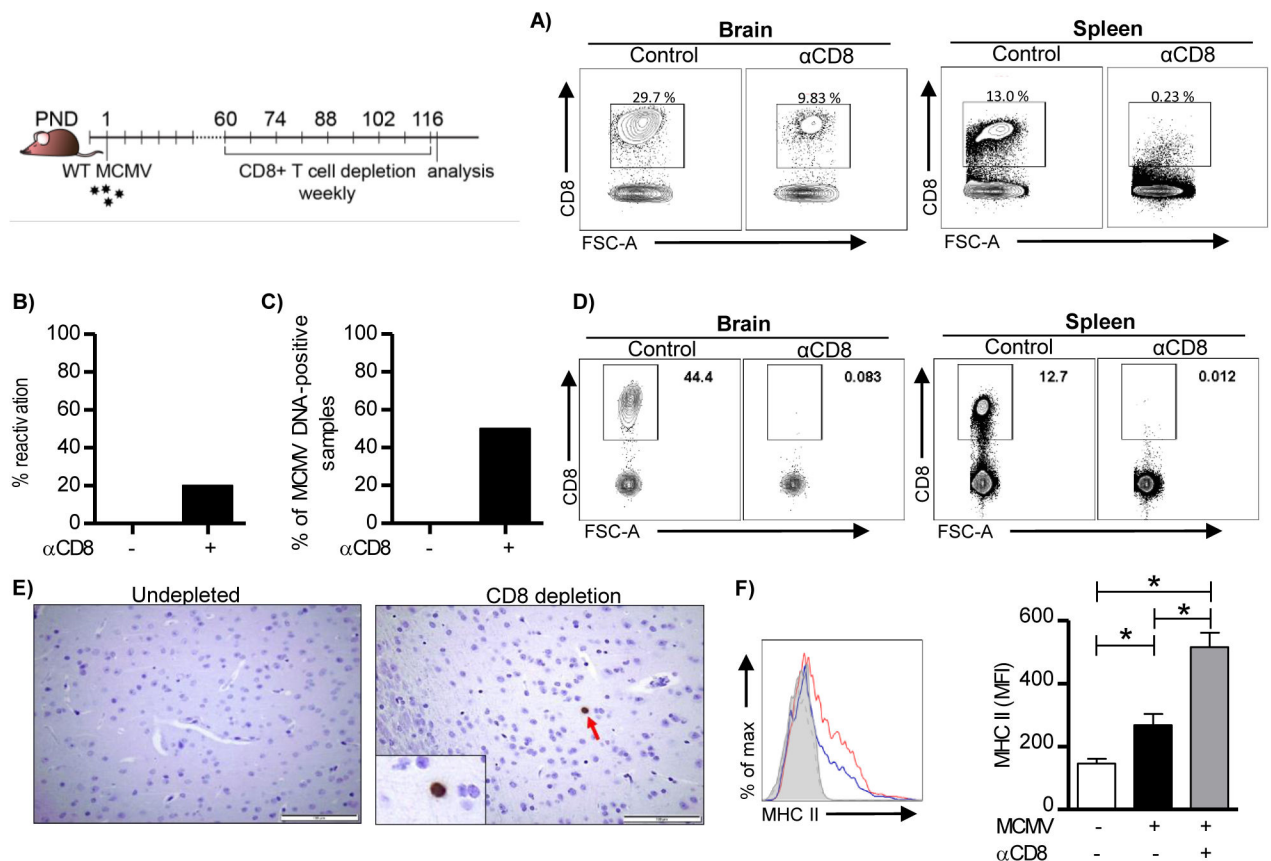 PND 1 60 74 88 102 116
WT MCMV CD8+ T cell depletion analysis
weekly
A)
Brain Spleen
Control αCD8 Control αCD8
29.7 % 9.83 % 13.0 % 0.23 %
CD8 CD8
FSC-A FSC-A
B)
% reactivation
100
80
60
40
20
0
αCD8 - +
C)
% of MCMV DNA-positive
samples
100
80
60
40
20
0
αCD8 - +
D)
Brain Spleen
Control αCD8 Control αCD8
44.4 0.083 12.7 0.012
CD8 CD8
FSC-A FSC-A
E)
Undepleted CD8 depletion
F)
% of max
MHC II
MHC II (MFI)
600
400
200
0
* * *
MCMV - + +
αCD8 - - +